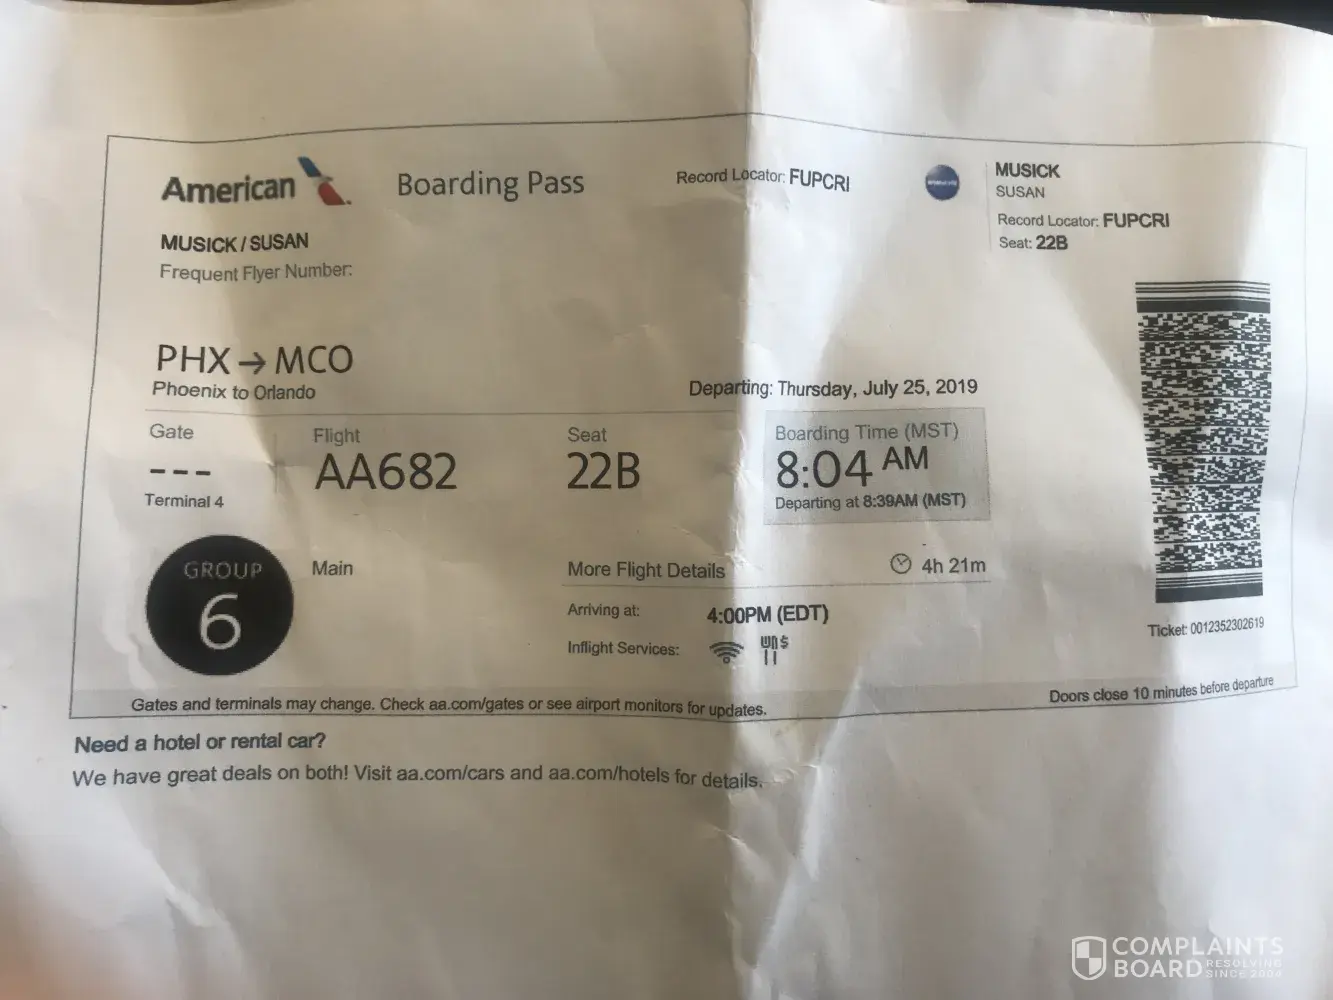 American Boarding Pass Record Locator: FUPCRI
MUSICK / SUSAN
Frequent Flyer Number:
PHX → MCO
Phoenix to Orlando
Departing: Thursday, July 25, 2019
Gate
---
Terminal 4
Flight
AA682
Seat
22B
Boarding Time (MST)
8:04 AM
Departing at 8:39AM (MST)
GROUP
6
Main
More Flight Details
4h 21m
Arriving at: 4:00PM (EDT)
Inflight Services:
$
Gates and terminals may change. Check aa.com/gates or see airport monitors for updates.
MUSICK
SUSAN
Record Locator: FUPCRI
Seat: 22B
Ticket: 0012352302619
Doors close 10 minutes before departure
Need a hotel or rental car?
We have great deals on both! Visit aa.com/cars and aa.com/hotels for details.
COMPLAINTS
BOARD RESOLVING
SINCE 2004